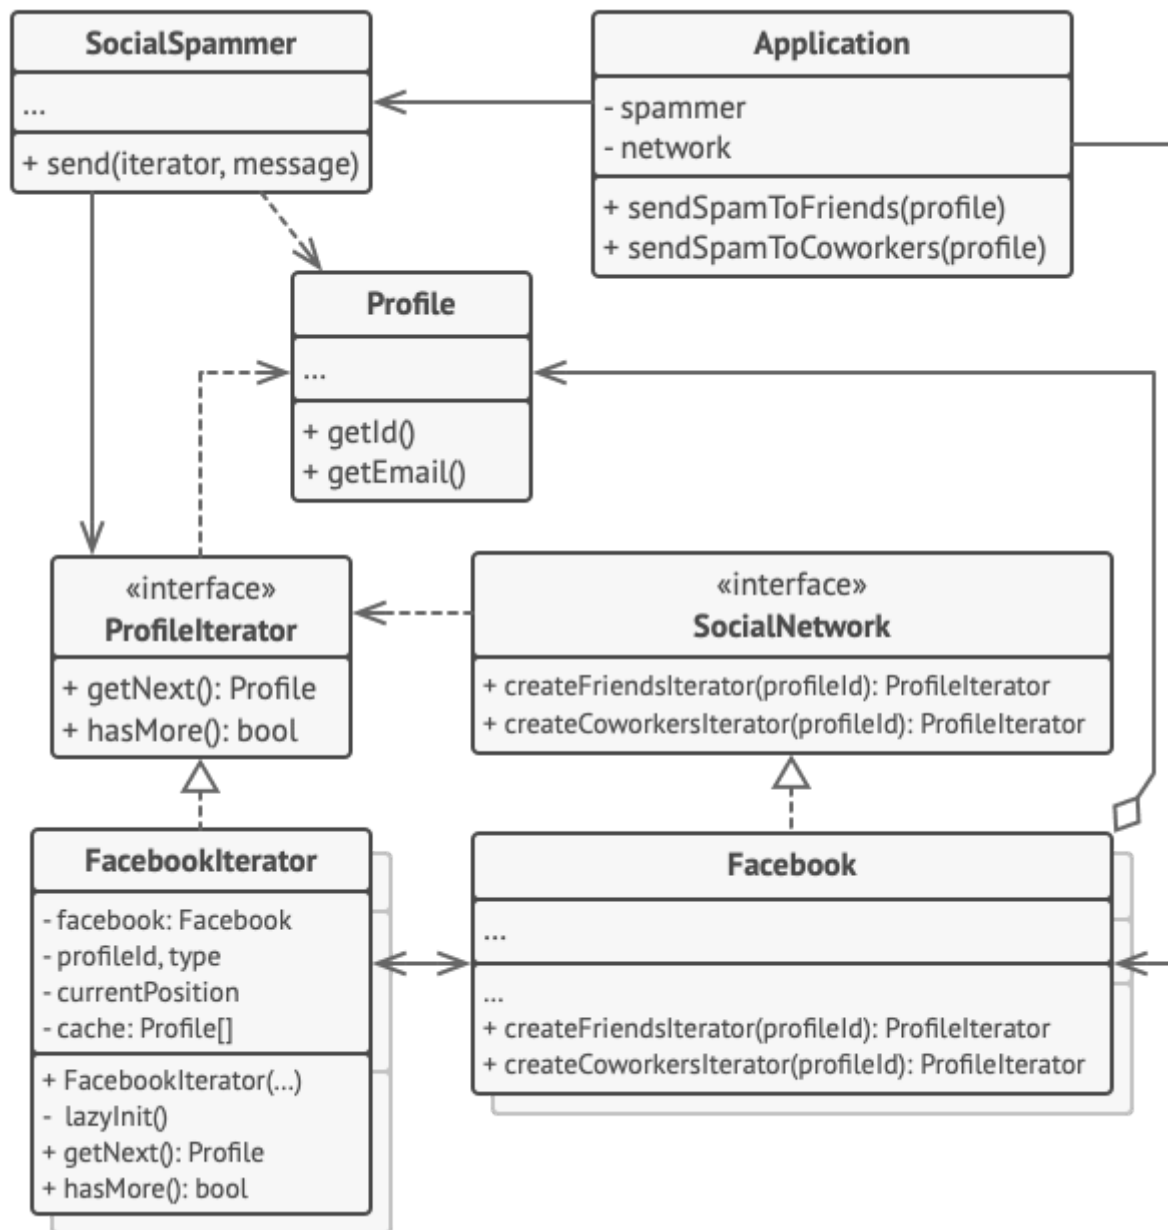 SocialSpammer
...
+ send(iterator, message)
Application
- spammer
- network
+ sendSpamToFriends(profile)
+ sendSpamToCoworkers(profile)
Profile
...
+ getId()
+ getEmail()
«interface»
ProfileIterator
+ getNext(): Profile
+ hasMore(): bool
«interface»
SocialNetwork
+ createFriendsIterator(profileId): ProfileIterator
+ createCoworkersIterator(profileId): ProfileIterator
FacebookIterator
- facebook: Facebook
- profileId, type
- currentPosition
- cache: Profile[]
+ FacebookIterator(...)
- lazyInit()
+ getNext(): Profile
+ hasMore(): bool
Facebook
...
...
+ createFriendsIterator(profileId): ProfileIterator
+ createCoworkersIterator(profileId): ProfileIterator